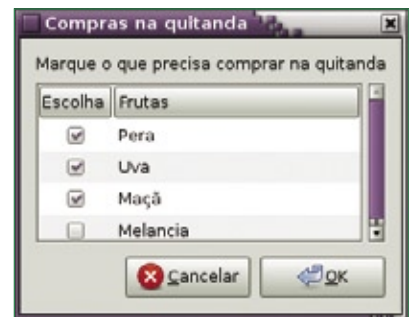 Compras na quitanda
Marque o que precisa comprar na quitanda
Escolha Frutas
Pera
Uva
Maçã
Melancia
Cancelar OK